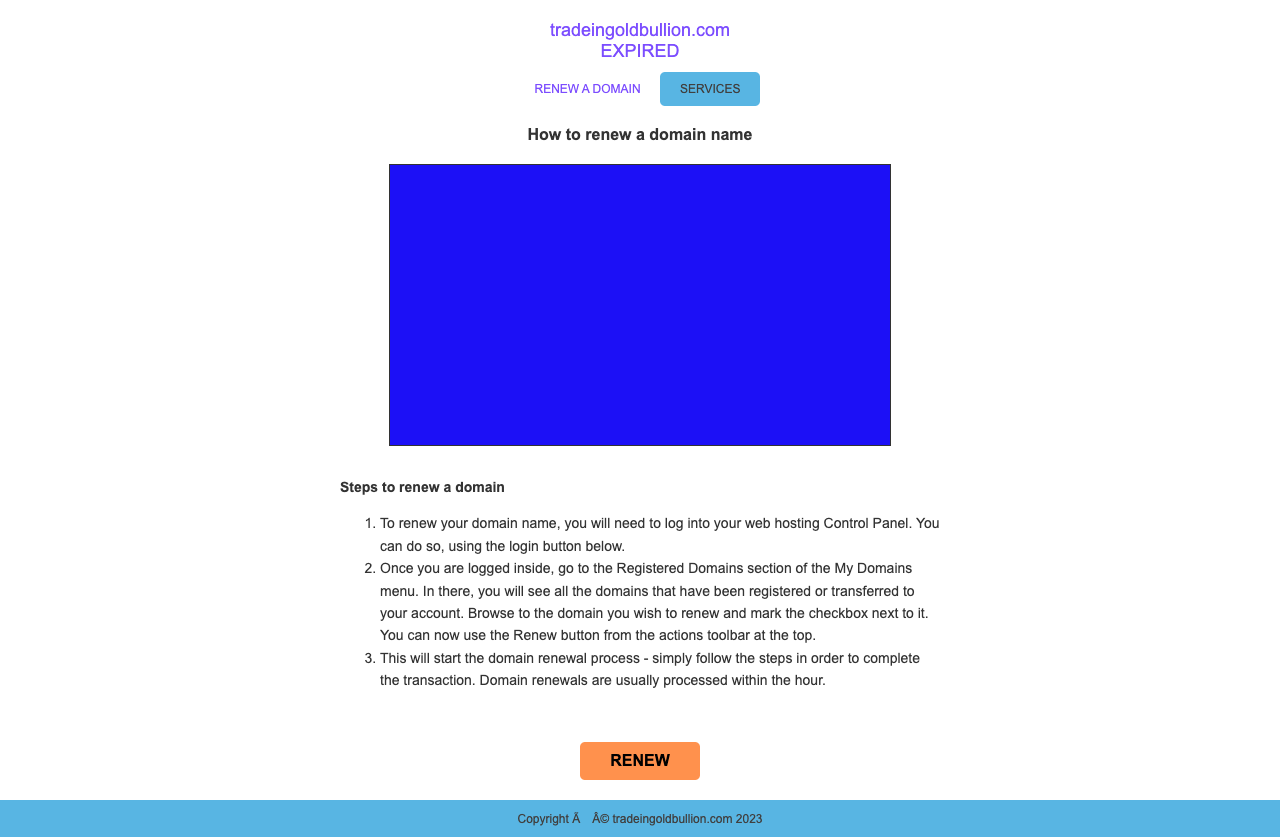 tradeingoldbullion.com
EXPIRED
RENEW A DOMAIN
SERVICES
How to renew a domain name
Steps to renew a domain
1. To renew your domain name, you will need to log into your web hosting Control Panel. You
can do so, using the login button below.
2. Once you are logged inside, go to the Registered Domains section of the My Domains
menu. In there, you will see all the domains that have been registered or transferred to
your account. Browse to the domain you wish to renew and mark the checkbox next to it.
You can now use the Renew button from the actions toolbar at the top.
3. This will start the domain renewal process - simply follow the steps in order to complete
the transaction. Domain renewals are usually processed within the hour.
RENEW
Copyright Ã Â© tradeingoldbullion.com 2023